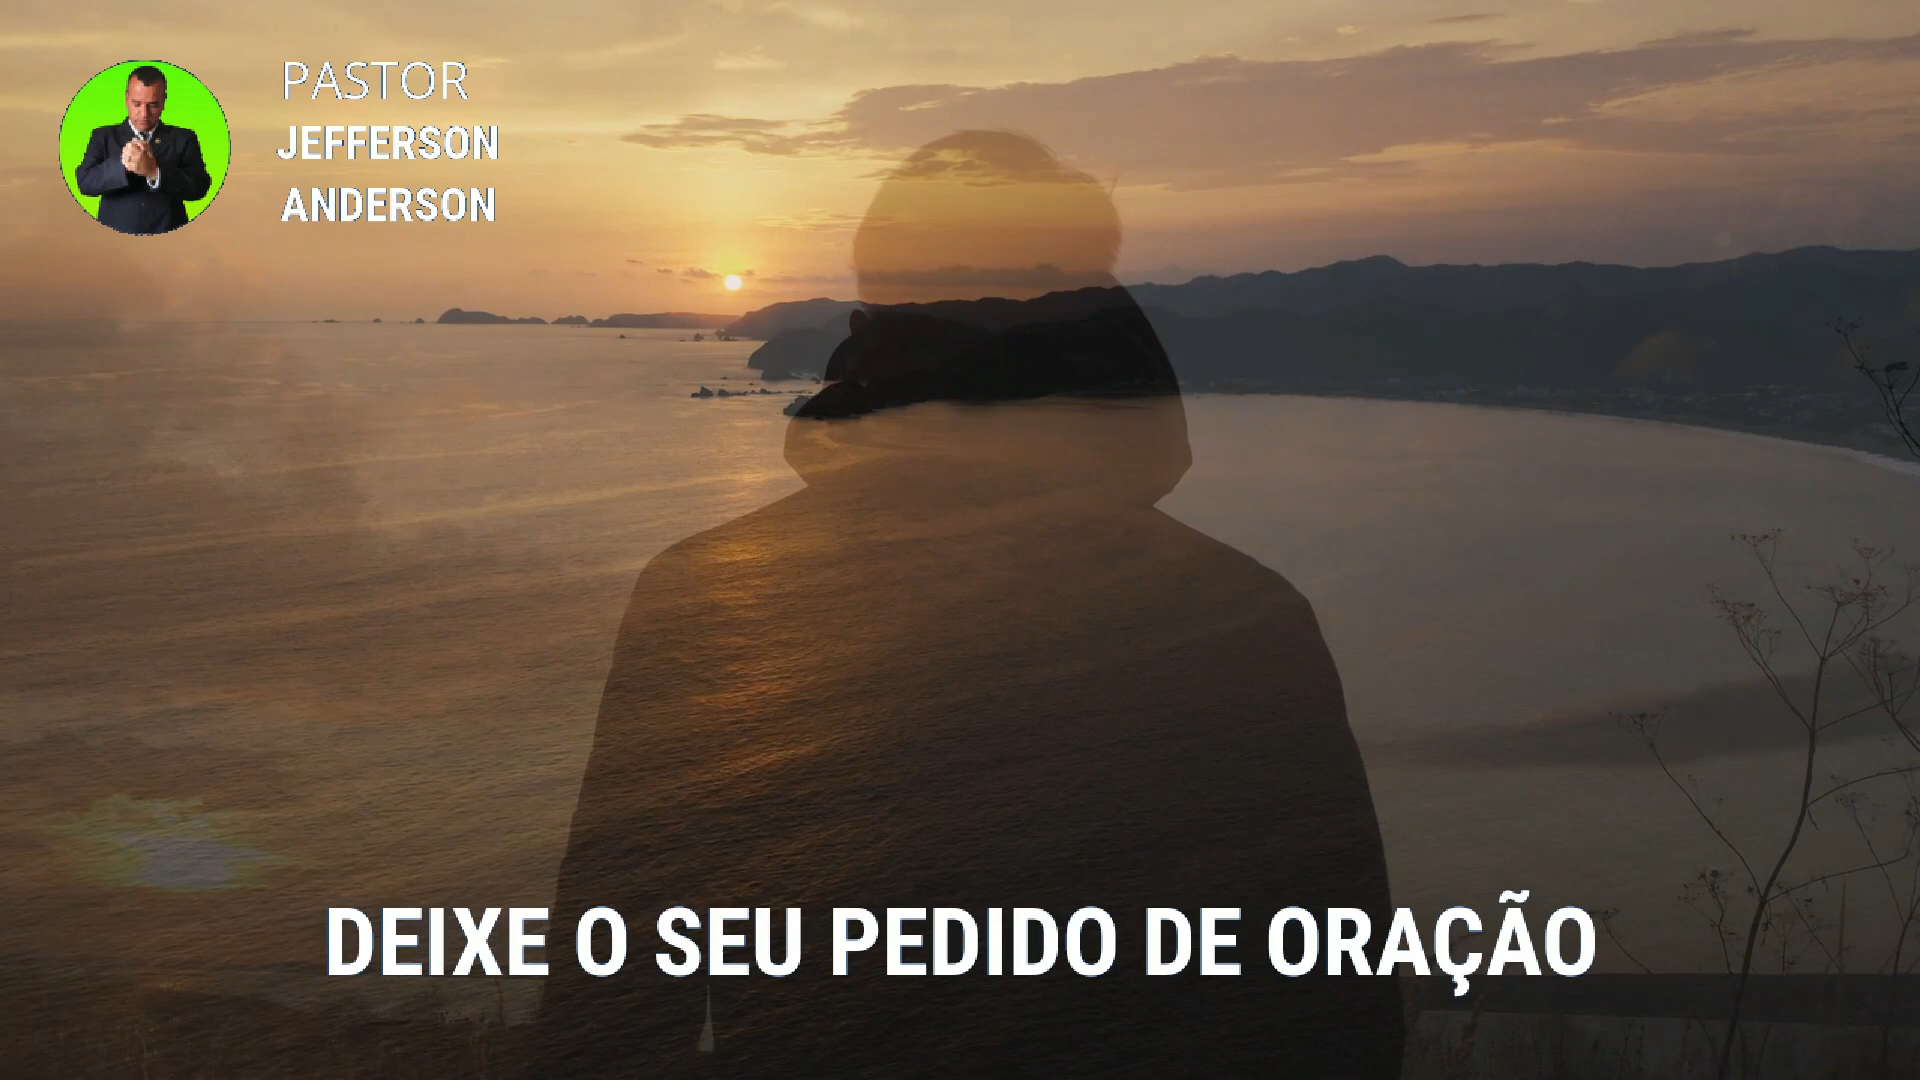 PASTOR
JEFFERSON
ANDERSON
DEIXE O SEU PEDIDO DE ORAÇÃO